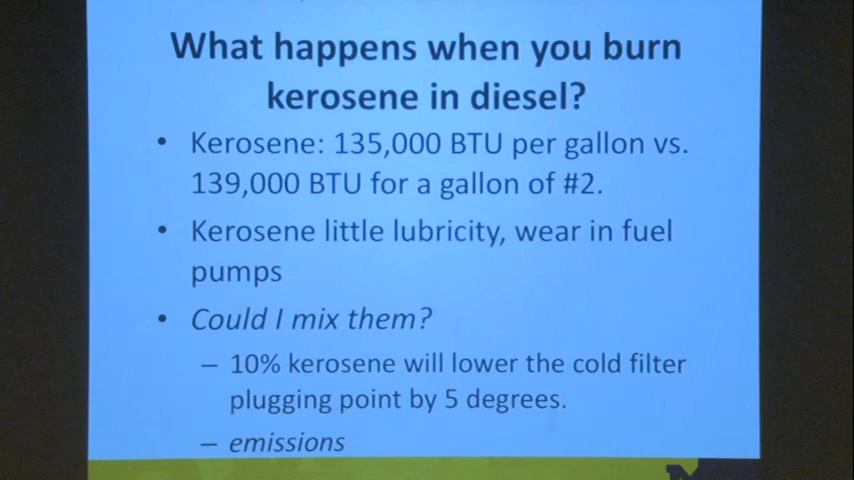 What happens when you burn
kerosene in diesel?
• Kerosene: 135,000 BTU per gallon vs.
139,000 BTU for a gallon of #2.
• Kerosene little lubricity, wear in fuel
pumps
• Could I mix them?
– 10% kerosene will lower the cold filter
plugging point by 5 degrees.
– emissions